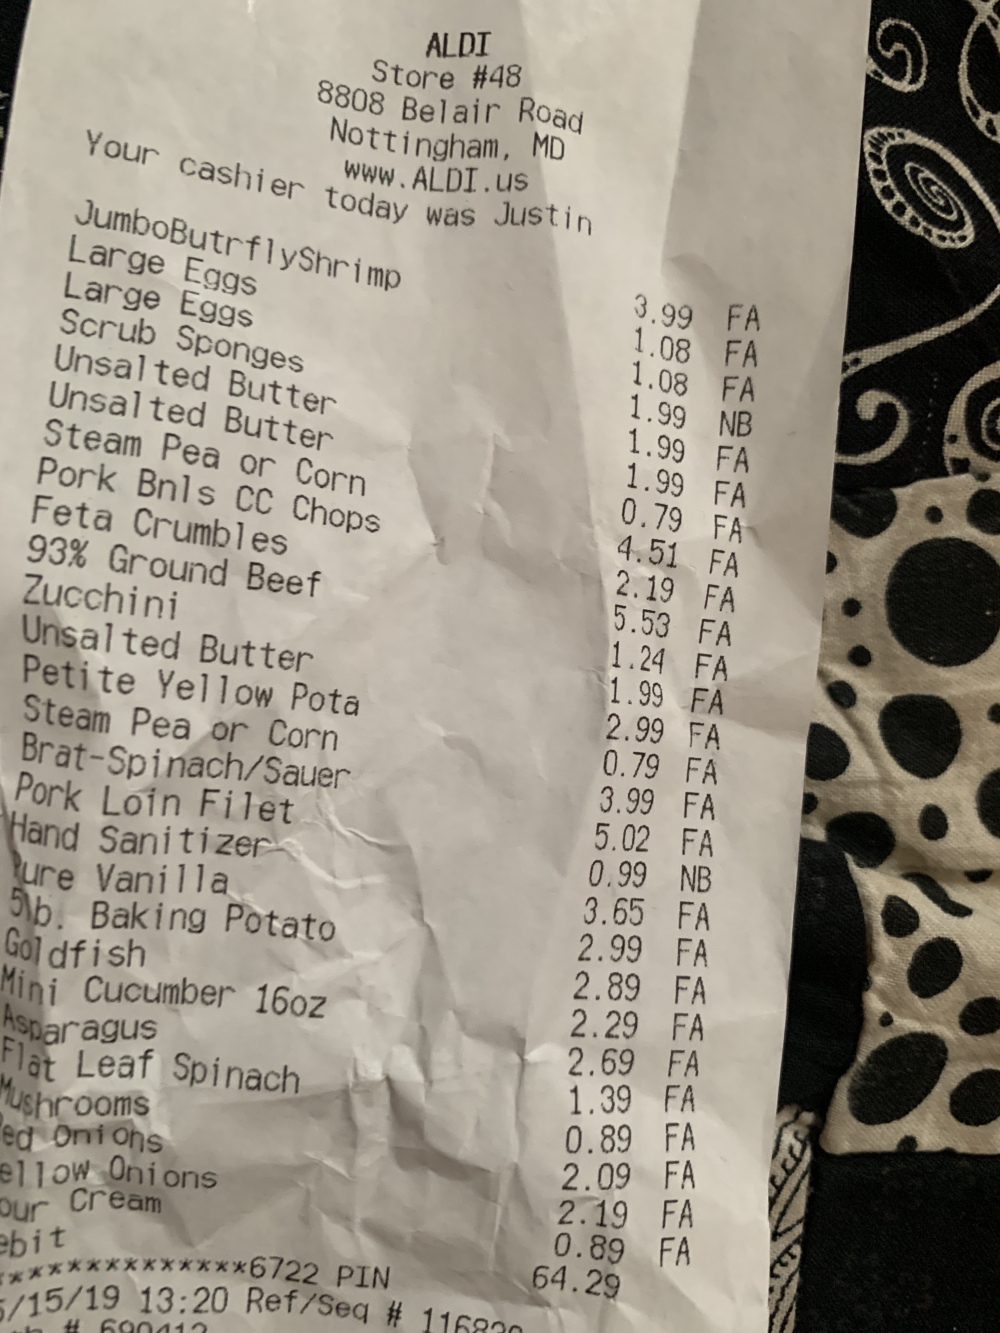 ALDI
Store #48
8808 Belair Road
Nottingham, MD
www.ALDI.us
Your cashier today was Justin
JumboButrflyShrimp 3.99 FA
Large Eggs 1.08 FA
Large Eggs 1.08 FA
Scrub Sponges 1.99 NB
Unsalted Butter 1.99 FA
Unsalted Butter 1.99 FA
Steam Pea or Corn 0.79 FA
Pork Bnls CC Chops 4.51 FA
Feta Crumbles 2.19 FA
93% Ground Beef 5.53 FA
Zucchini 1.24 FA
Unsalted Butter 1.99 FA
Petite Yellow Pota 2.99 FA
Steam Pea or Corn 0.79 FA
Brat-Spinach/Sauer 3.99 FA
Pork Loin Filet 5.02 FA
Hand Sanitizer 0.99 NB
ure Vanilla 3.65 FA
5lb. Baking Potato 2.99 FA
Goldfish 2.89 FA
Mini Cucumber 16oz 2.29 FA
Asparagus 2.69 FA
Flat Leaf Spinach 1.39 FA
Mushrooms 0.89 FA
ed Onions 2.09 FA
ellow Onions 2.19 FA
our Cream 0.89 FA
ebit 64.29
**************6722 PIN
/15/19 13:20 Ref/Seq #